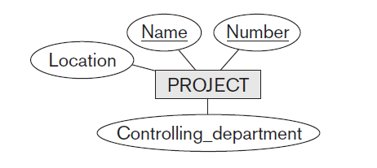 Name
Number
Location
PROJECT
Controlling_department